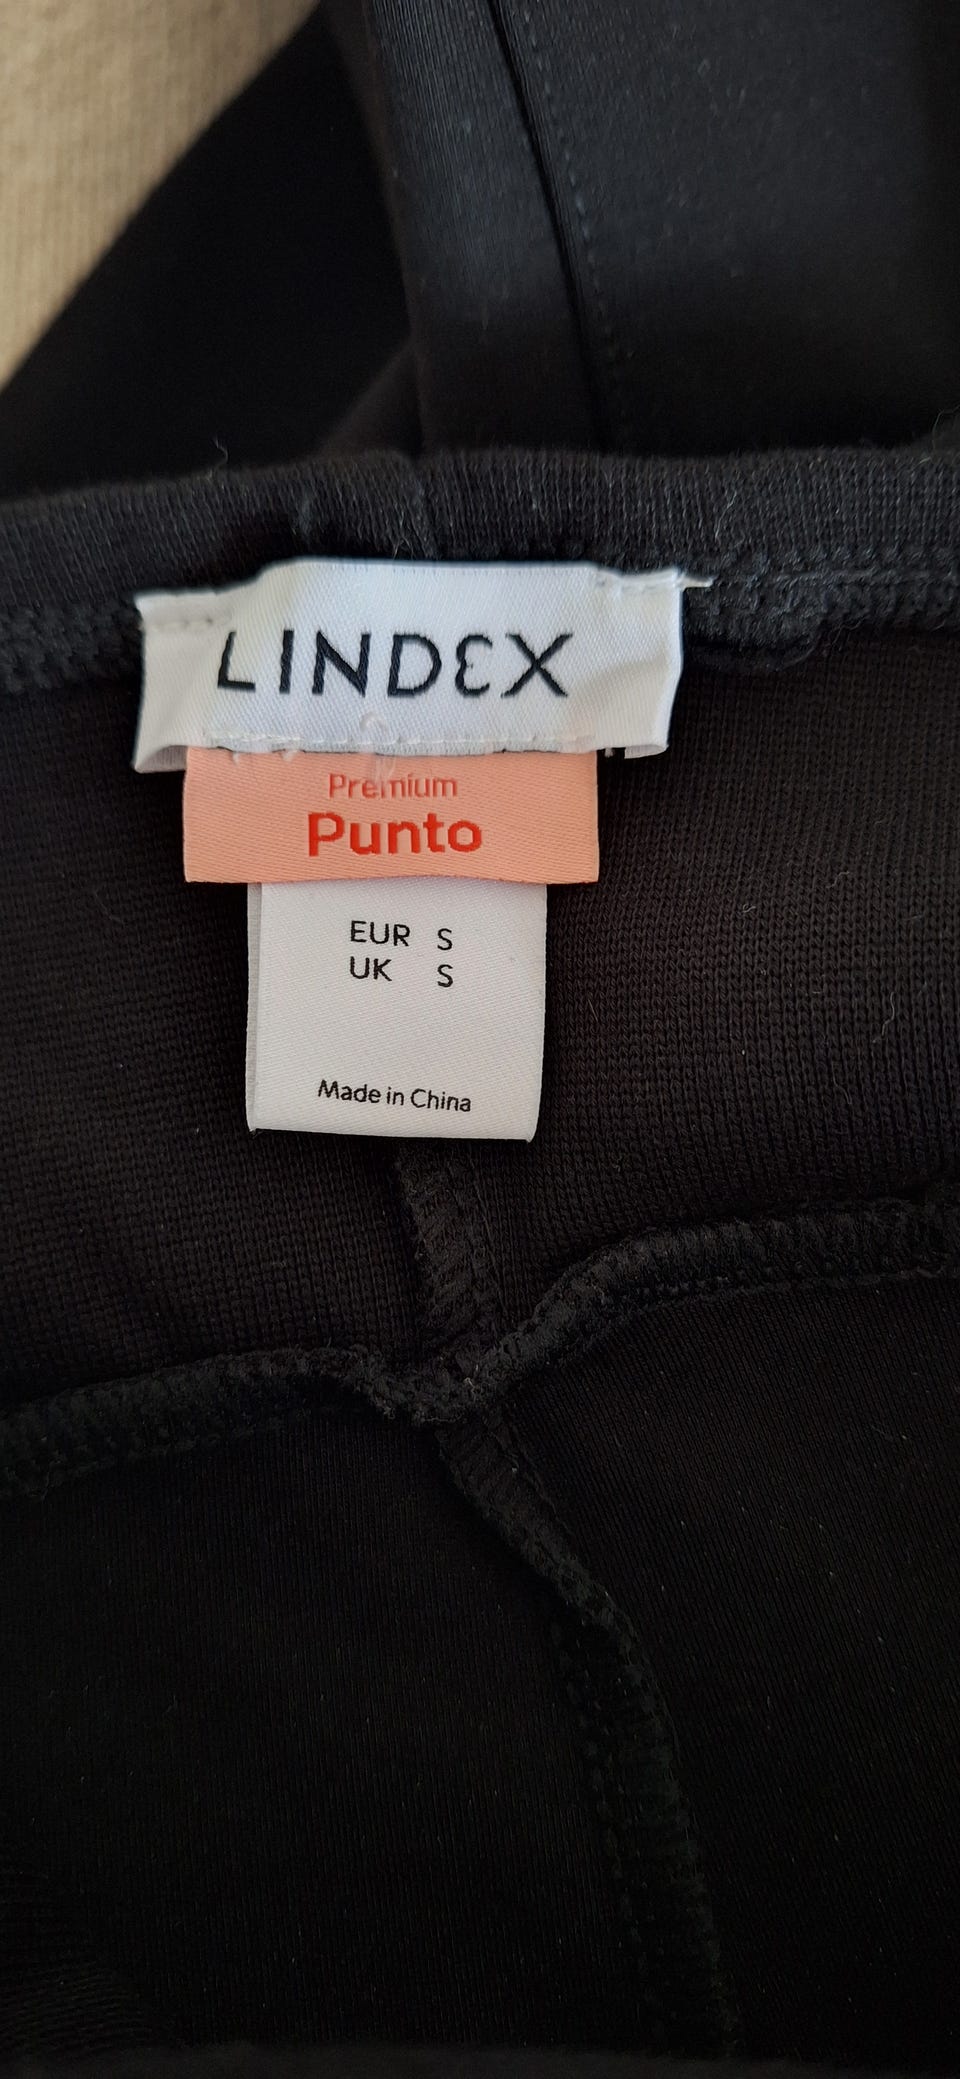 LINDEX
Premium
Punto
EUR S
UK S
Made in China